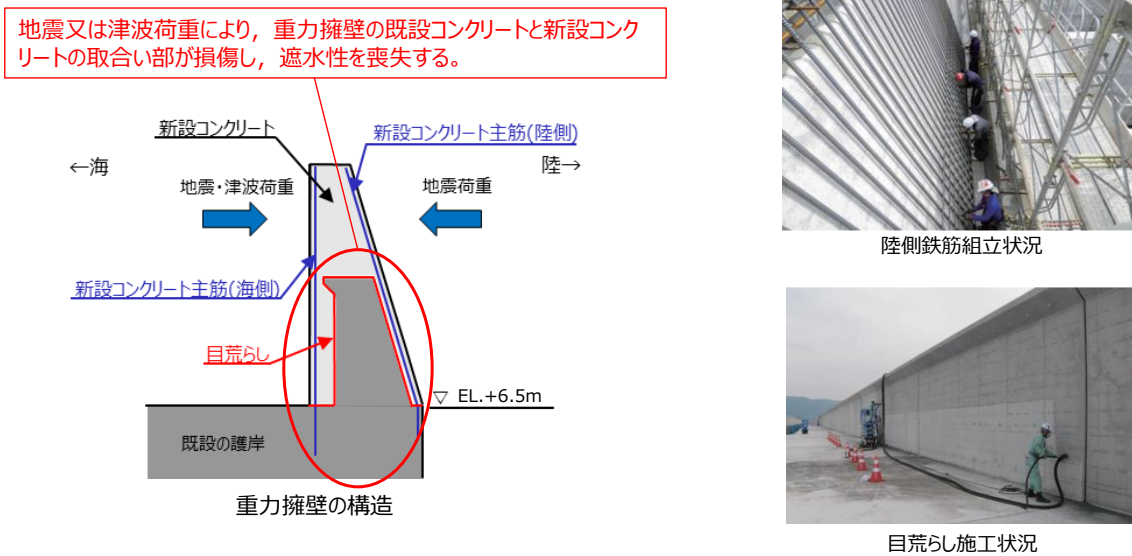 地震又は津波荷重により，重力擁壁の既設コンクリートと新設コンク
リートの取合い部が損傷し，遮水性を喪失する。
新設コンクリート
新設コンクリート主筋(陸側)
←海
陸→
地震・津波荷重
地震荷重
新設コンクリート主筋(海側)
目荒らし
▽ EL.+6.5m
既設の護岸
重力擁壁の構造
陸側鉄筋組立状況
目荒らし施工状況